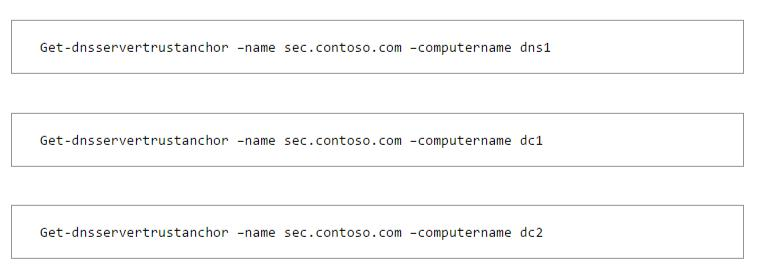 Get-dnsservertrustanchor –name sec.contoso.com –computername dns1
Get-dnsservertrustanchor –name sec.contoso.com –computername dc1
Get-dnsservertrustanchor –name sec.contoso.com –computername dc2